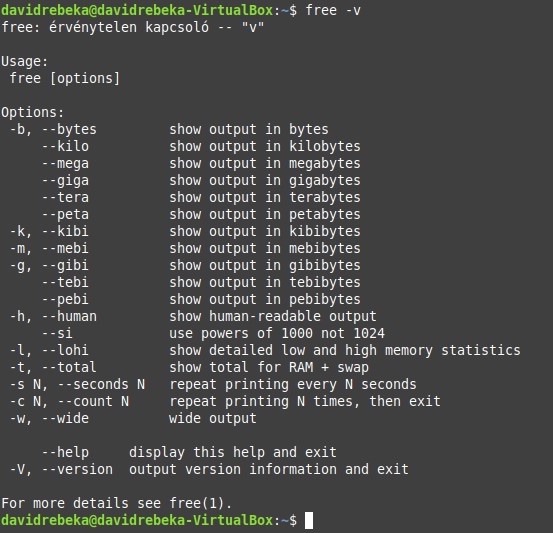 davidrebeka@davidrebeka-VirtualBox:~$ free -v
free: érvénytelen kapcsoló -- "v"

Usage:
 free [options]

Options:
 -b, --bytes         show output in bytes
     --kilo          show output in kilobytes
     --mega          show output in megabytes
     --giga          show output in gigabytes
     --tera          show output in terabytes
     --peta          show output in petabytes
 -k, --kibi          show output in kibibytes
 -m, --mebi          show output in mebibytes
 -g, --gibi          show output in gibibytes
     --tebi          show output in tebibytes
     --pebi          show output in pebibytes
 -h, --human         show human-readable output
     --si            use powers of 1000 not 1024
 -l, --lohi          show detailed low and high memory statistics
 -t, --total         show total for RAM + swap
 -s N, --seconds N   repeat printing every N seconds
 -c N, --count N     repeat printing N times, then exit
 -w, --wide          wide output

     --help     display this help and exit
 -V, --version  output version information and exit

For more details see free(1).
davidrebeka@davidrebeka-VirtualBox:~$